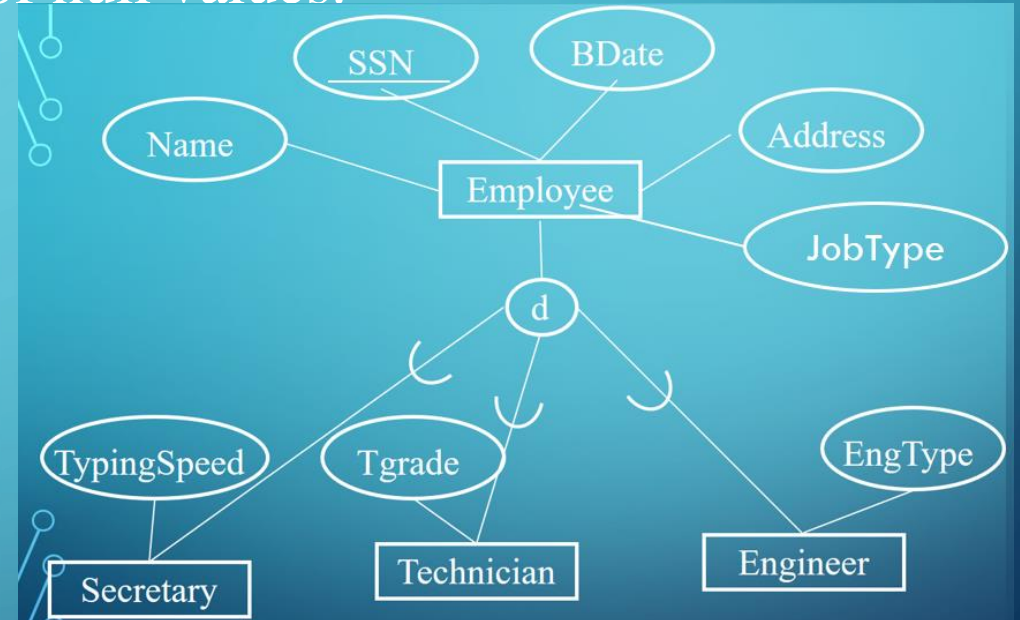 SSN
BDate
Name
Address
Employee
JobType
d
TypingSpeed
Tgrade
EngType
Secretary
Technician
Engineer